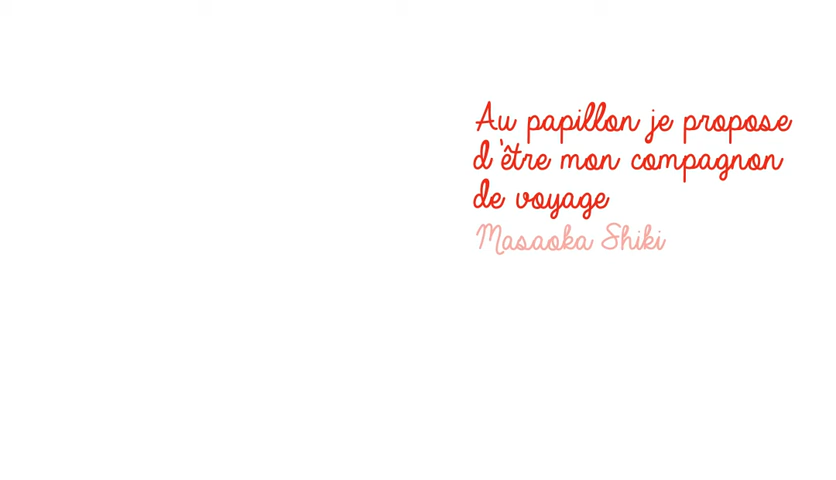 Au papillon je propose
d'être mon compagnon
de voyage
Masaoka Shiki